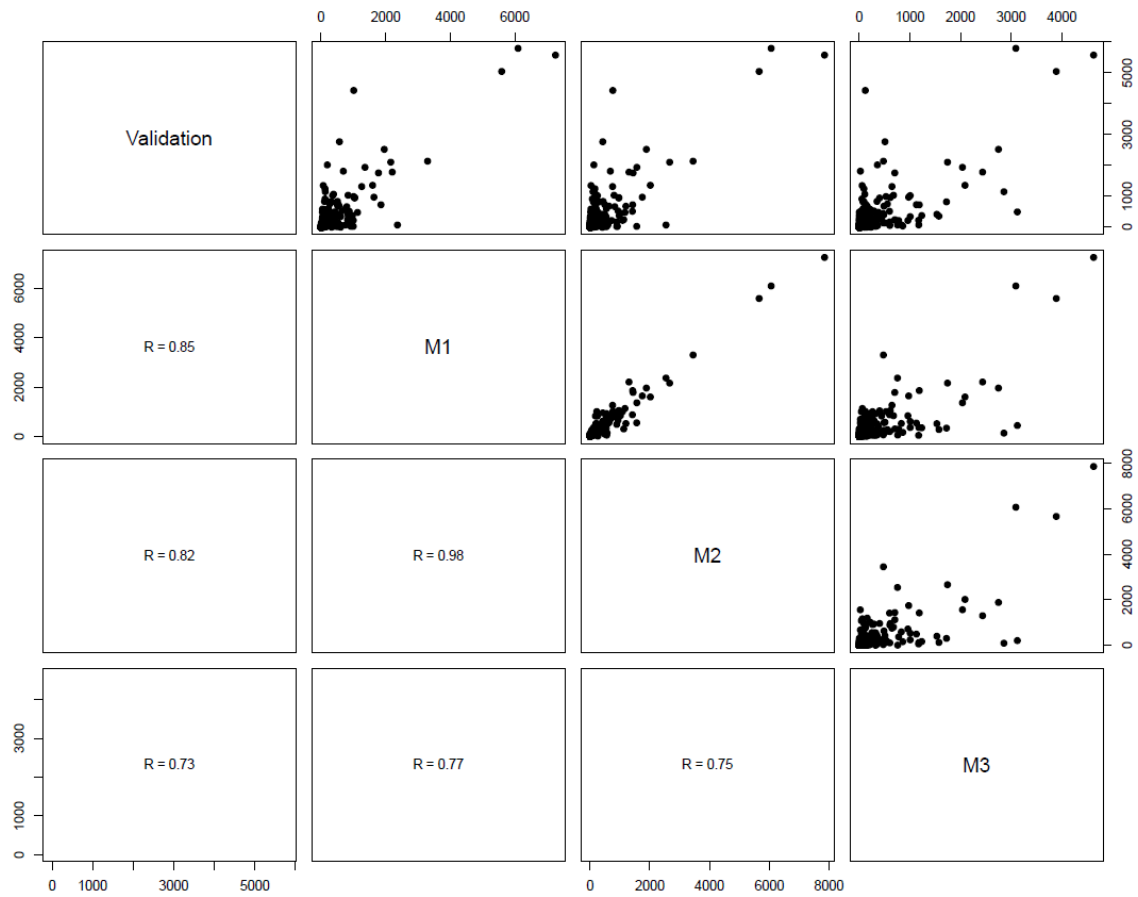 0 2000 4000 6000
0 1000 3000 4000
Validation
0 1000 3000 5000
0 2000 4000 6000
R = 0.85
M1
R = 0.82
R = 0.98
M2
0 2000 4000 6000 8000
0 1000 3000
R = 0.73
R = 0.77
R = 0.75
M3
0 1000 3000 5000
0 2000 4000 6000 8000